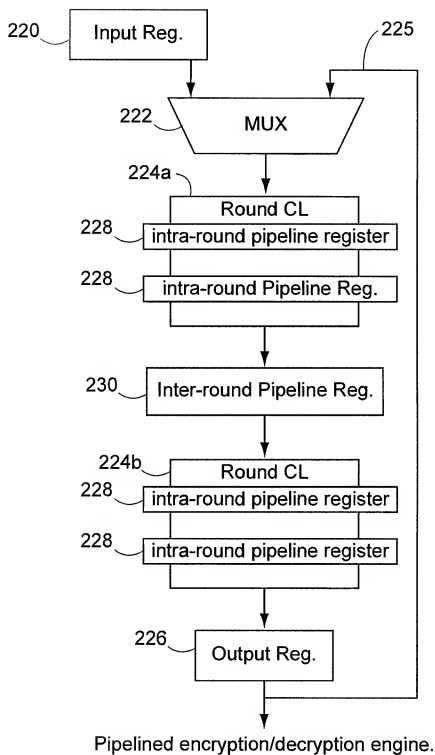 220
Input Reg.
225
222
MUX
224a
Round CL
228
intra-round pipeline register
228
intra-round Pipeline Reg.
230
Inter-round Pipeline Reg.
224b
Round CL
228
intra-round pipeline register
228
intra-round pipeline register
226
Output Reg.
Pipelined encryption/decryption engine.